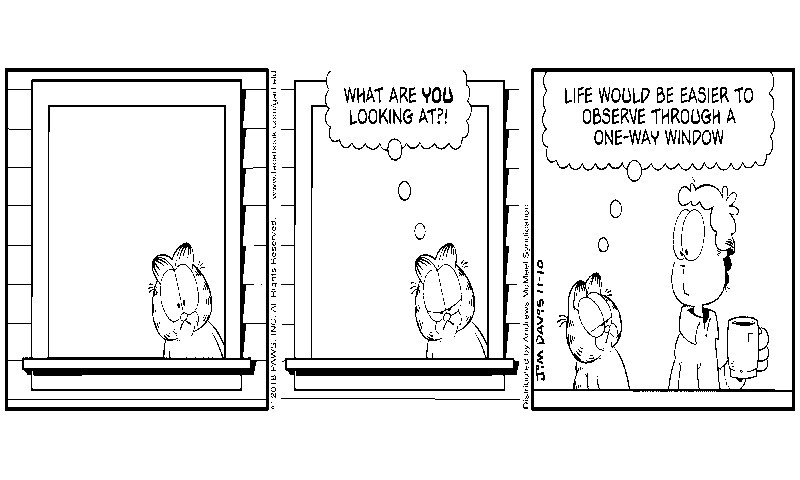 WHAT ARE YOU
LOOKING AT?!
LIFE WOULD BE EASIER TO
OBSERVE THROUGH A
ONE-WAY WINDOW
© 2018 PAWS, INC. All Rights Reserved.
Distributed by Andrews McMeel Syndication
JIM DAVIS 11-10